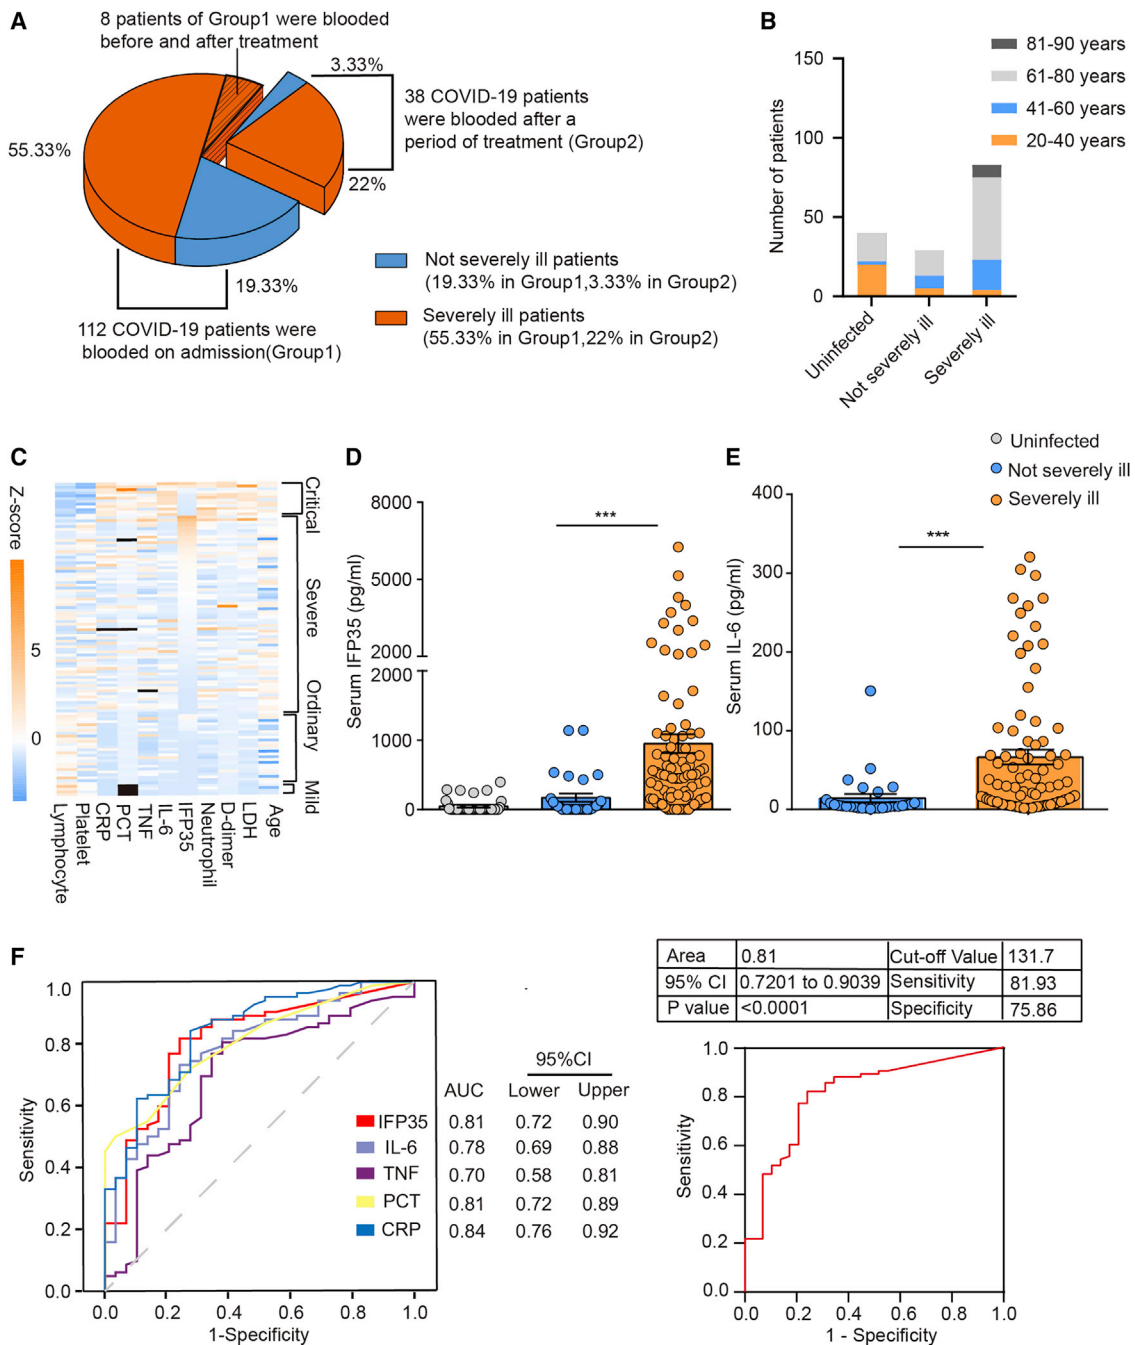 A
8 patients of Group1 were blooded
before and after treatment
3.33%
38 COVID-19 patients
were blooded after a
period of treatment (Group2)
55.33%
22%
19.33%
112 COVID-19 patients were
blooded on admission(Group1)
Not severely ill patients
(19.33% in Group1,3.33% in Group2)
Severely ill patients
(55.33% in Group1,22% in Group2)
B
81-90 years
61-80 years
41-60 years
20-40 years
Number of patients
150
100
50
0
Uninfected
Not severely ill
Severely ill
C
Z-score
5
0
Critical
Severe
Ordinary
Mild
Lymphocyte
Platelet
CRP
PCT
TNF
IL-6
IFP35
Neutrophil
D-dimer
LDH
Age
D
Serum IFP35 (pg/ml)
8000
5000
2000
2000
1000
0
***
E
Uninfected
Not severely ill
Severely ill
Serum IL-6 (pg/ml)
400
300
200
100
0
***
F
Sensitivity
1.0
0.8
0.6
0.4
0.2
0.0
0.0 0.2 0.4 0.6 0.8 1.0
1-Specificity
95%CI
AUC Lower Upper
IFP35 0.81 0.72 0.90
IL-6 0.78 0.69 0.88
TNF 0.70 0.58 0.81
PCT 0.81 0.72 0.89
CRP 0.84 0.76 0.92
Area 0.81 Cut-off Value 131.7
95% CI 0.7201 to 0.9039 Sensitivity 81.93
P value <0.0001 Specificity 75.86
Sensitivity
1.0
0.8
0.6
0.4
0.2
0.0
0.0 0.2 0.4 0.6 0.8 1.0
1 - Specificity